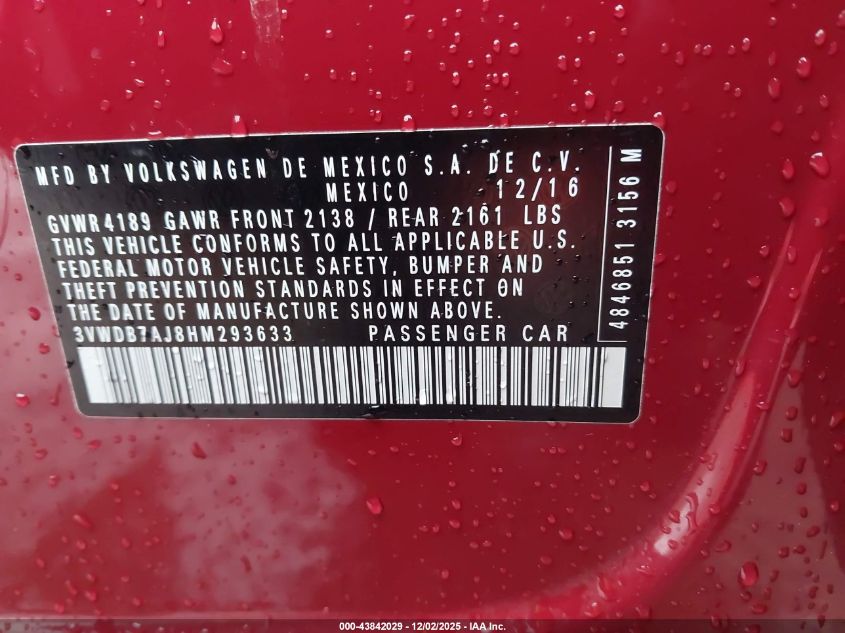 MFD BY VOLKSWAGEN DE MEXICO S.A. DE C.V.
MEXICO 12/16
GVWR4189 GAWR FRONT 2138 / REAR 2161 LBS
THIS VEHICLE CONFORMS TO ALL APPLICABLE U.S.
FEDERAL MOTOR VEHICLE SAFETY, BUMPER AND
THEFT PREVENTION STANDARDS IN EFFECT ON
THE DATE OF MANUFACTURE SHOWN ABOVE.
3VWDB7AJ8HM293633 PASSENGER CAR
4846851 3156 M
000-43842029 - 12/02/2025 - IAA Inc.